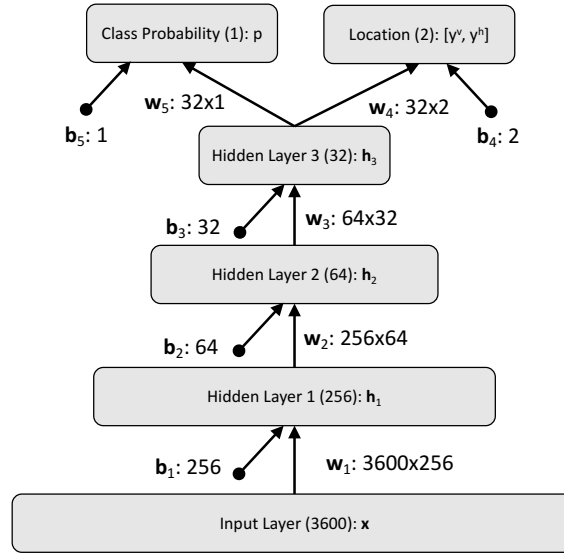 Class Probability (1): p
Location (2): [yᵛ, yʰ]
w₅: 32x1
w₄: 32x2
b₅: 1
b₄: 2
Hidden Layer 3 (32): h₃
b₃: 32
w₃: 64x32
Hidden Layer 2 (64): h₂
b₂: 64
w₂: 256x64
Hidden Layer 1 (256): h₁
b₁: 256
w₁: 3600x256
Input Layer (3600): x